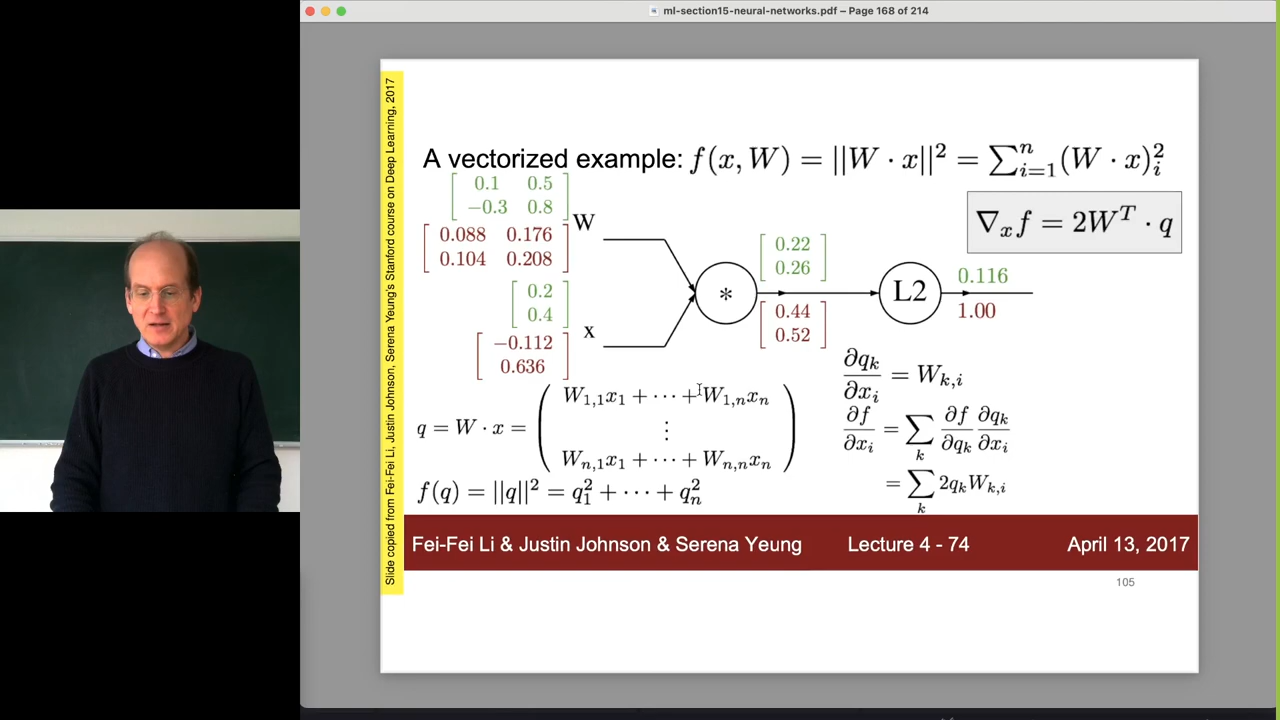 ml-section15-neural-networks.pdf – Page 168 of 214
Slide copied from Fei-Fei Li, Justin Johnson, Serena Yeung's Stanford course on Deep Learning, 2017
A vectorized example: f(x, W) = ||W · x||² = ∑ⁿᵢ₌₁(W · x)²ᵢ
[ 0.1 0.5 ]
[ −0.3 0.8 ]
W
[ 0.088 0.176 ]
[ 0.104 0.208 ]
[ 0.2 ]
[ 0.4 ]
x
[ −0.112 ]
[ 0.636 ]
*
[ 0.22 ]
[ 0.26 ]
[ 0.44 ]
[ 0.52 ]
L2
0.116
1.00
∇ₓf = 2Wᵀ · q
q = W · x = ( W₁,₁x₁ + ··· + W₁,ₙxₙ
⋮
Wₙ,₁x₁ + ··· + Wₙ,ₙxₙ )
f(q) = ||q||² = q₁² + ··· + qₙ²
∂qₖ/∂xᵢ = Wₖ,ᵢ
∂f/∂xᵢ = ∑ₖ ∂f/∂qₖ ∂qₖ/∂xᵢ
= ∑ₖ 2qₖWₖ,ᵢ
Fei-Fei Li & Justin Johnson & Serena Yeung Lecture 4 - 74 April 13, 2017
105